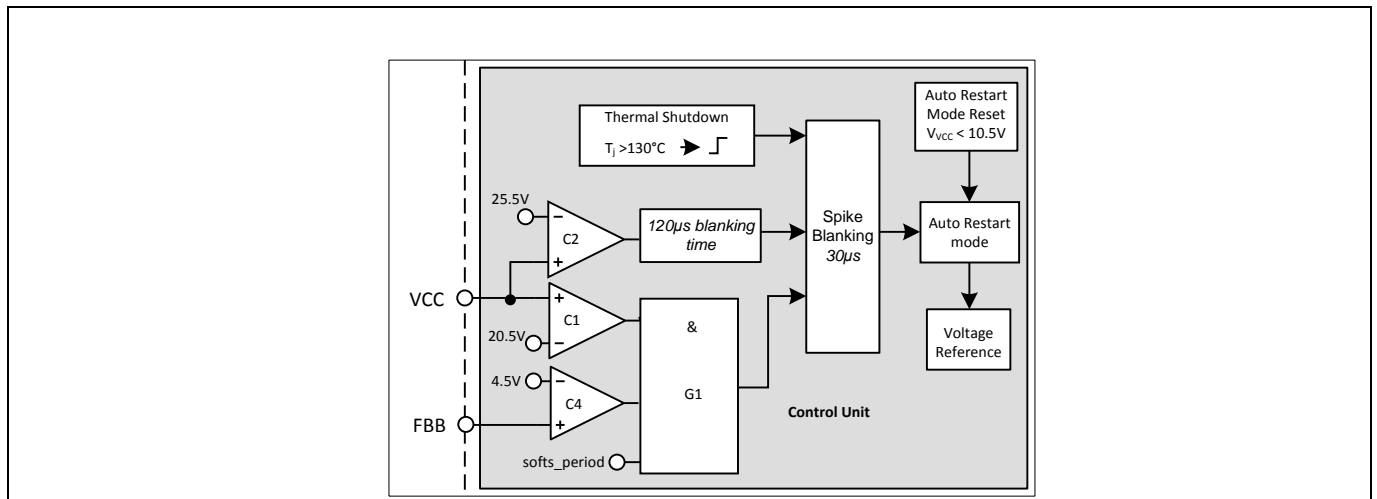 Thermal Shutdown
Tj >130°C
Auto Restart
Mode Reset
VVCC < 10.5V
25.5V
C2
120µs blanking
time
Spike
Blanking
30µs
Auto Restart
mode
VCC
C1
20.5V
&
G1
Voltage
Reference
4.5V
C4
FBB
Control Unit
softs_period
−
+
+
−
−
+